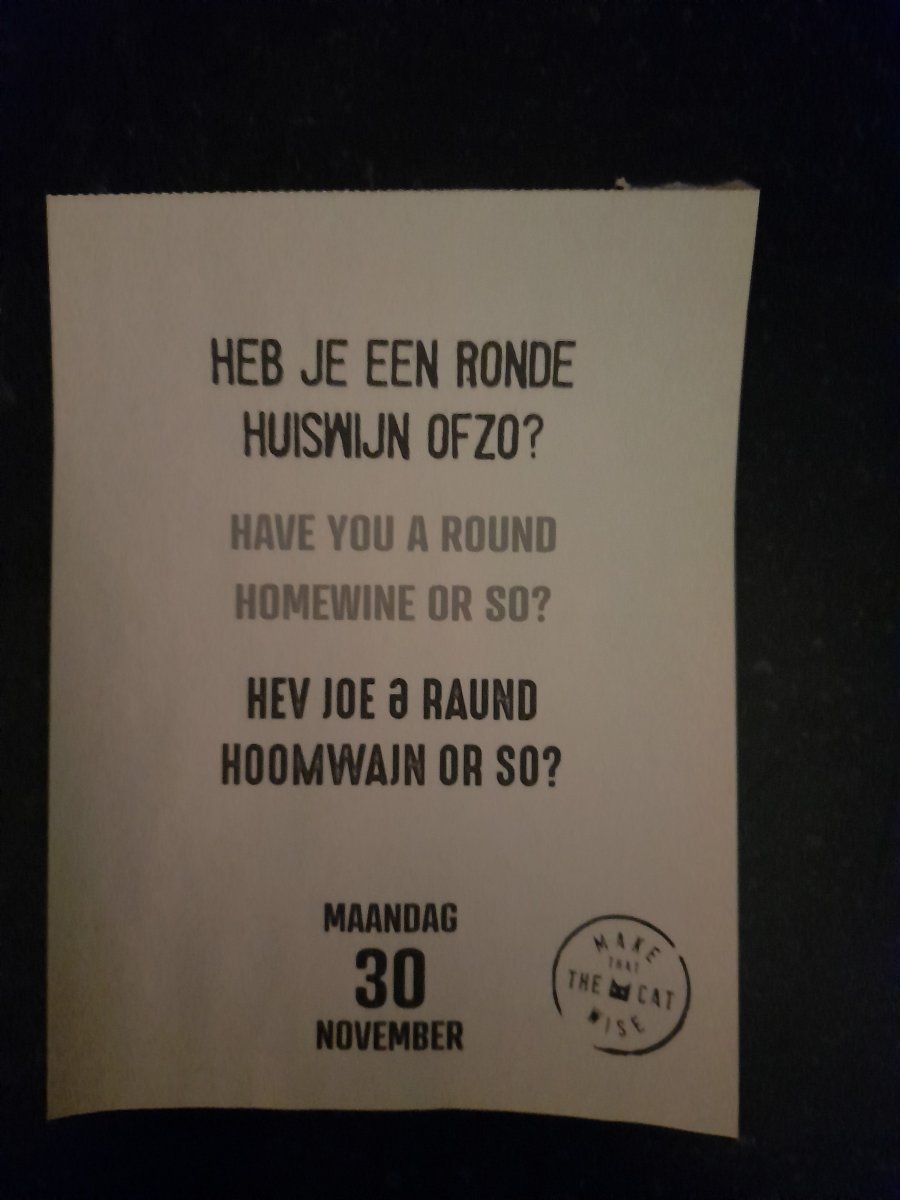 HEB JE EEN RONDE
HUISWIJN OFZO?
HAVE YOU A ROUND
HOMEWINE OR SO?
HEV JOE ə RAUND
HOOMWAJN OR SO?
MAANDAG
30
NOVEMBER
MAKE
THAT
THE CAT
WISE